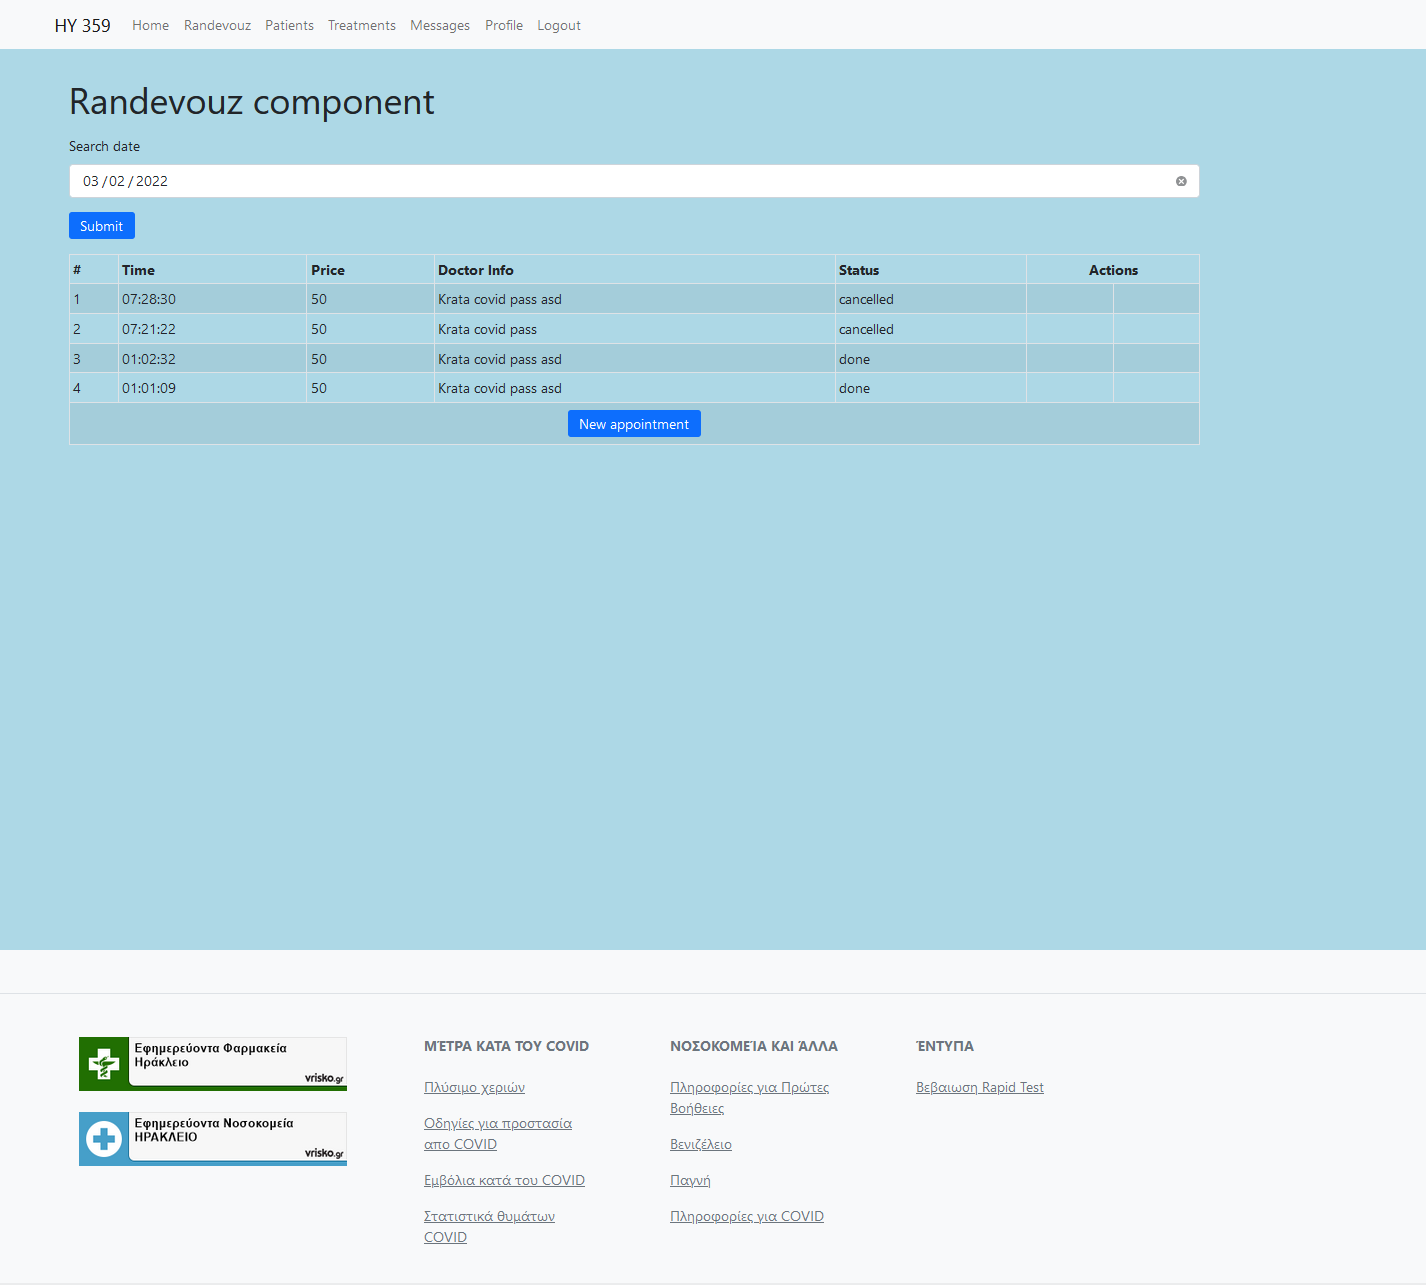 HY 359 Home Randevouz Patients Treatments Messages Profile Logout
Randevouz component
Search date
03/02/2022
Submit
# Time Price Doctor Info Status Actions
1 07:28:30 50 Krata covid pass asd cancelled
2 07:21:22 50 Krata covid pass cancelled
3 01:02:32 50 Krata covid pass asd done
4 01:01:09 50 Krata covid pass asd done
New appointment
Εφημερεύοντα Φαρμακεία
Ηράκλειο
vrisko.gr
Εφημερεύοντα Νοσοκομεία
ΗΡΑΚΛΕΙΟ
vrisko.gr
ΜΈΤΡΑ ΚΑΤΑ ΤΟΥ COVID
Πλύσιμο χεριών
Οδηγίες για προστασία
απο COVID
Εμβόλια κατά του COVID
Στατιστικά θυμάτων
COVID
ΝΟΣΟΚΟΜΕΊΑ ΚΑΙ ΆΛΛΑ
Πληροφορίες για Πρώτες
Βοήθειες
Βενιζέλειο
Παγνή
Πληροφορίες για COVID
ΈΝΤΥΠΑ
Βεβαιωση Rapid Test